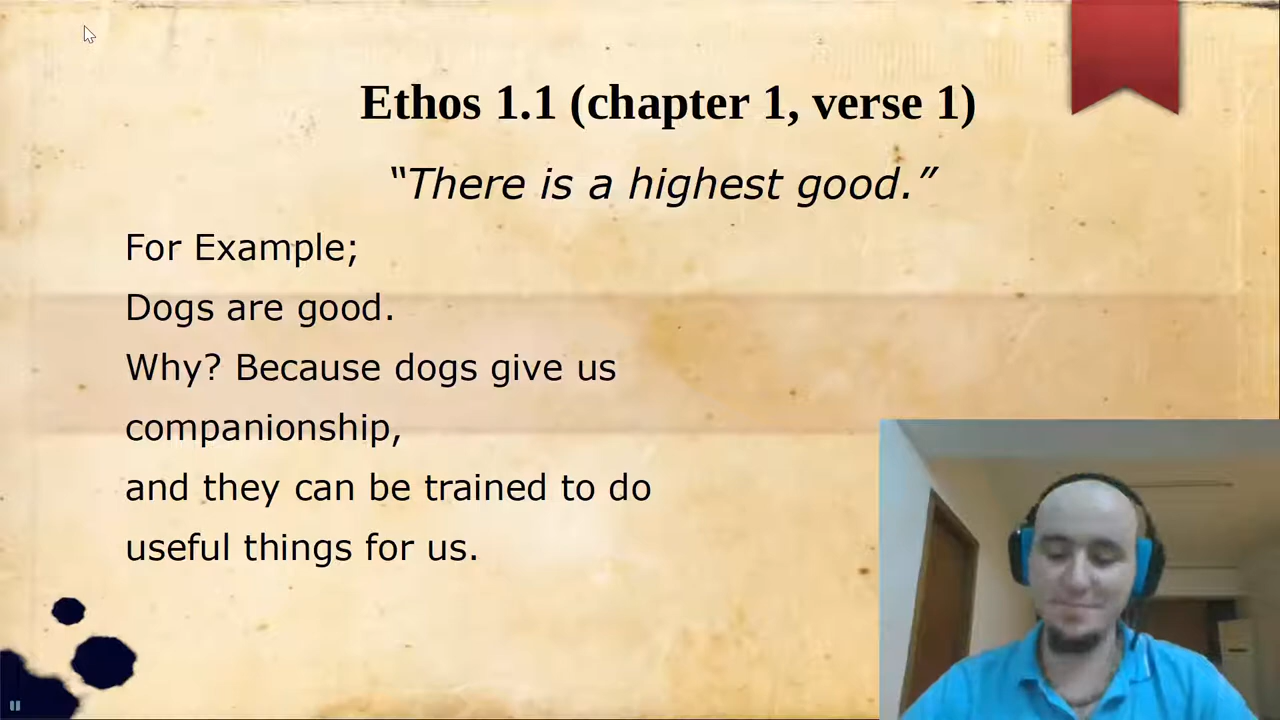 Ethos 1.1 (chapter 1, verse 1)
“There is a highest good.”
For Example;
Dogs are good.
Why? Because dogs give us
companionship,
and they can be trained to do
useful things for us.